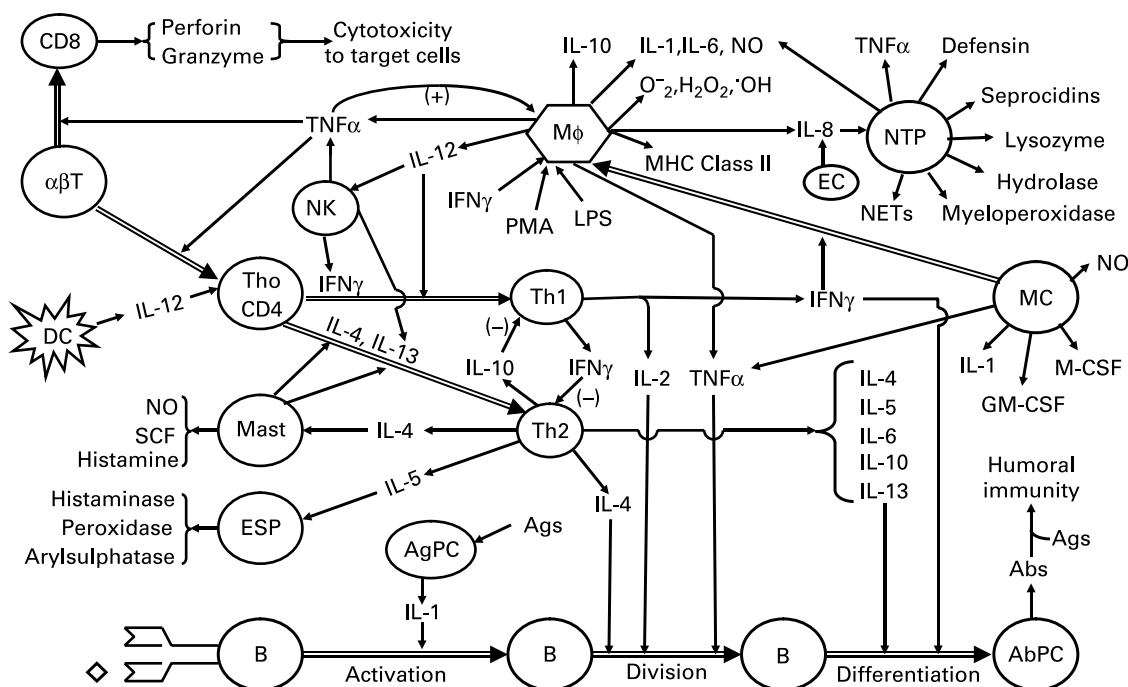 CD8
Perforin
Granzyme
Cytotoxicity
to target cells
IL-10
IL-1,IL-6, NO
O⁻₂,H₂O₂,·OH
TNFα
Defensin
Seprocidins
Lysozyme
Hydrolase
Myeloperoxidase
NETs
NTP
IL-8
EC
(+)
TNFα
Mϕ
MHC Class II
IL-12
αβT
NK
IFNγ
PMA
LPS
IFNγ
Tho
CD4
Th1
IFNγ
MC
NO
DC
IL-12
IL-4, IL-13
(–)
IL-10
IFNγ
(–)
IL-2
TNFα
IL-1
GM-CSF
M-CSF
NO
SCF
Histamine
Mast
IL-4
Th2
IL-4
IL-5
IL-6
IL-10
IL-13
Histaminase
Peroxidase
Arylsulphatase
ESP
IL-5
IL-4
Humoral
immunity
Ags
Abs
AgPC
Ags
IL-1
B
Activation
B
Division
B
Differentiation
AbPC